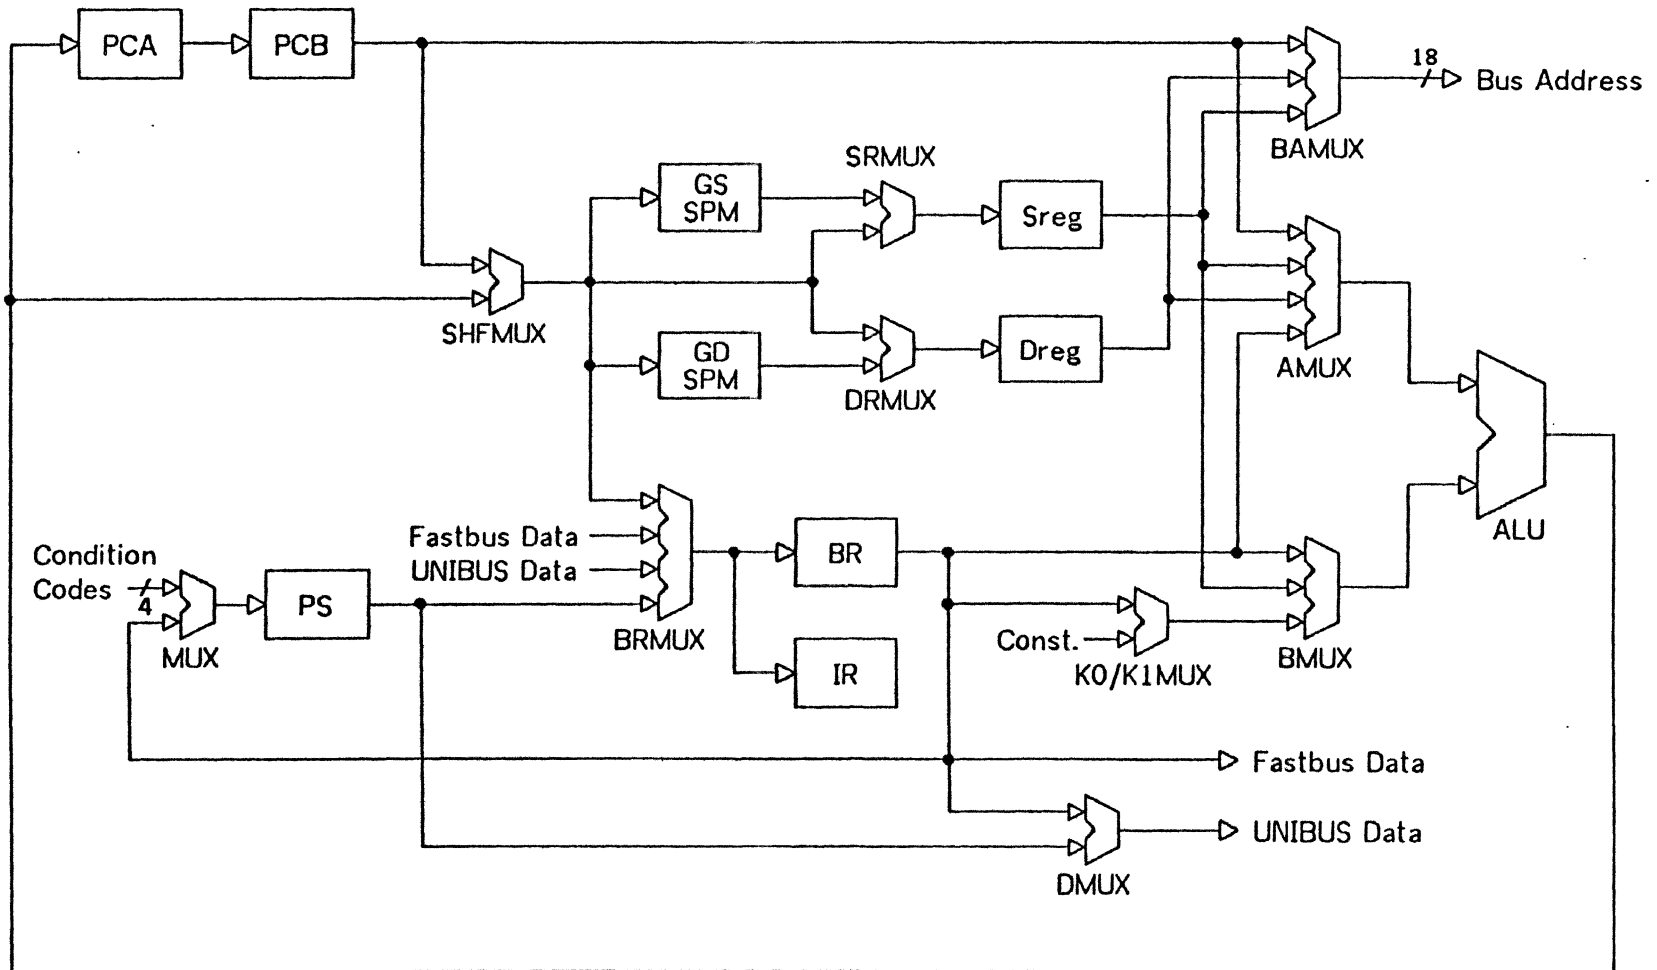 PCA
PCB
18
Bus Address
BAMUX
SRMUX
GS
SPM
Sreg
SHFMUX
GD
SPM
Dreg
AMUX
DRMUX
ALU
Fastbus Data
UNIBUS Data
BR
Condition
Codes
4
PS
MUX
BRMUX
IR
Const.
K0/K1MUX
BMUX
Fastbus Data
UNIBUS Data
DMUX